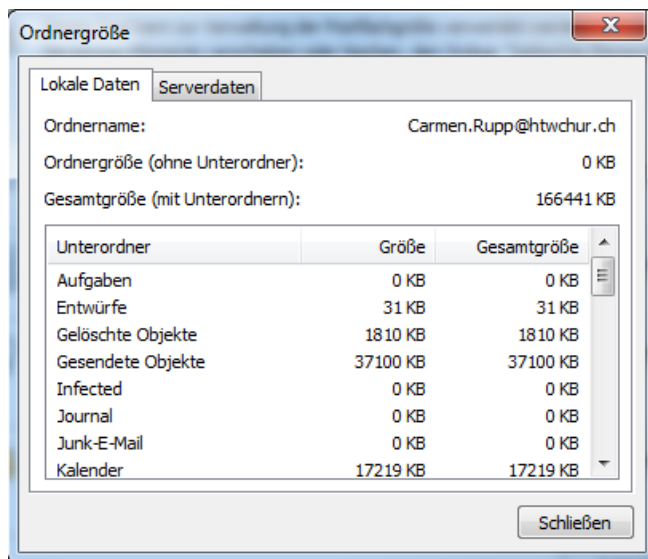 Ordnergröße
Lokale Daten Serverdaten
Ordnername: Carmen.Rupp@htwchur.ch
Ordnergröße (ohne Unterordner): 0 KB
Gesamtgröße (mit Unterordnern): 166441 KB
Unterordner Größe Gesamtgröße
Aufgaben 0 KB 0 KB
Entwürfe 31 KB 31 KB
Gelöschte Objekte 1810 KB 1810 KB
Gesendete Objekte 37100 KB 37100 KB
Infected 0 KB 0 KB
Journal 0 KB 0 KB
Junk-E-Mail 0 KB 0 KB
Kalender 17219 KB 17219 KB
Schließen